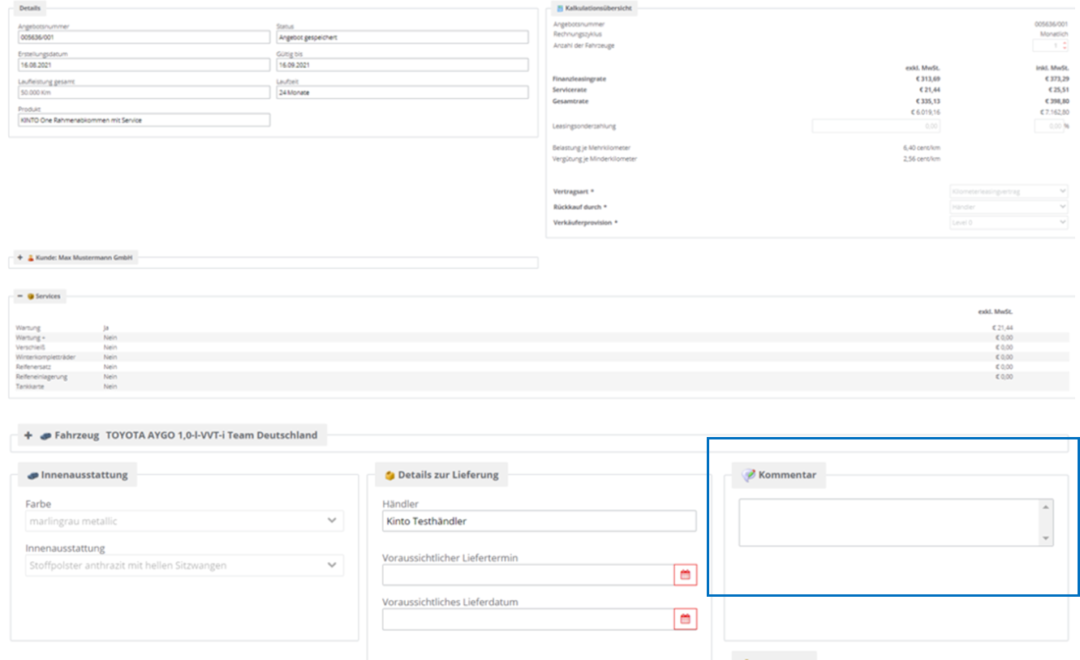 Details
Angebotsnummer
005636/001
Status
Angebot gespeichert
Erstellungsdatum
16.08.2021
Gültig bis
16.09.2021
Laufleistung gesamt
50.000 Km
Laufzeit
24 Monate
Produkt
KINTO One Rahmenabkommen mit Service
Kalkulationsübersicht
Angebotsnummer 005636/001
Rechnungszyklus Monatlich
Anzahl der Fahrzeuge 1
exkl. MwSt. inkl. MwSt.
Finanzleasingrate € 313,69 € 373,29
Servicerate € 21,44 € 25,51
Gesamtrate € 335,13 € 398,80
€ 6.019,16 € 7.162,80
Leasingsonderzahlung 0,00 0,00 %
Belastung je Mehrkilometer 6,40 cent/km
Vergütung je Minderkilometer 2,56 cent/km
Vertragsart * Kilometerleasingvertrag
Rückkauf durch * Händler
Verkäuferprovision * Level 0
+ Kunde: Max Mustermann GmbH
− Services
exkl. MwSt.
Wartung Ja € 21,44
Wartung + Nein € 0,00
Verschleiß Nein € 0,00
Winterkompletträder Nein € 0,00
Reifenersatz Nein € 0,00
Reifeneinlagerung Nein € 0,00
Tankkarte Nein
+ Fahrzeug TOYOTA AYGO 1,0-l-VVT-i Team Deutschland
Innenausstattung
Farbe
marlingrau metallic
Innenausstattung
Stoffpolster anthrazit mit hellen Sitzwangen
Details zur Lieferung
Händler
Kinto Testhändler
Voraussichtlicher Liefertermin
Voraussichtliches Lieferdatum
Kommentar